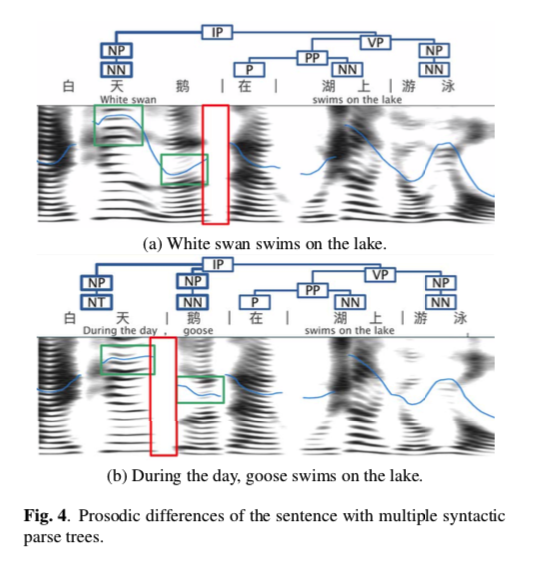 IP
VP
NP PP NP
NN P NN NN
白 天 鹅 | 在 | 湖 上 | 游 泳
White swan swims on the lake
(a) White swan swims on the lake.
IP
VP
NP NP PP NP
NT NN P NN NN
白 天 | 鹅 | 在 | 湖 上 | 游 泳
During the day , goose swims on the lake
(b) During the day, goose swims on the lake.
Fig. 4. Prosodic differences of the sentence with multiple syntactic
parse trees.